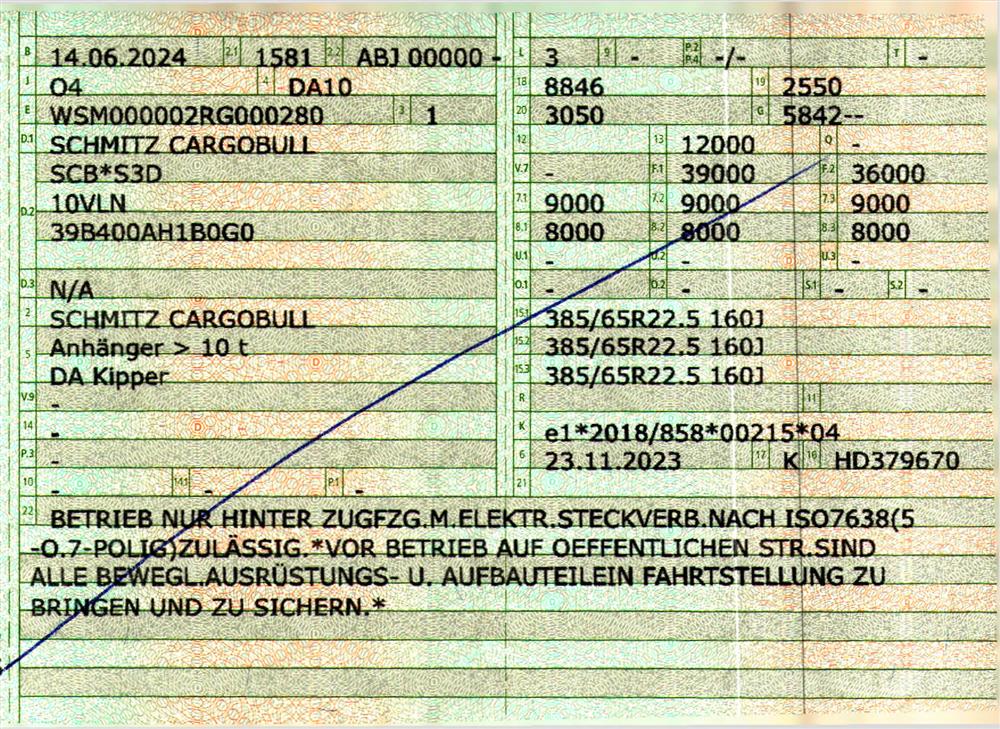 B 14.06.2024 2.1 1581 2.2 ABJ 00000 - L 3 9 - P.2 P.4 -/- T -
J O4 4 DA10 18 8846 19 2550
E WSM000002RG000280 3 1 20 3050 G 5842--
D.1 SCHMITZ CARGOBULL 12 13 12000 Q -
SCB*S3D V.7 - F.1 39000 F.2 36000
D.2 10VLN 7.1 9000 7.2 9000 7.3 9000
39B400AH1B0G0 8.1 8000 8.2 8000 8.3 8000
U.1 - U.2 - U.3 -
D.3 N/A O.1 - O.2 - S.1 - S.2 -
2 SCHMITZ CARGOBULL 15.1 385/65R22.5 160J
5 Anhänger > 10 t 15.2 385/65R22.5 160J
DA Kipper 15.3 385/65R22.5 160J
V.9 - R 11
14 - K e1*2018/858*00215*04
P.3 - 6 23.11.2023 17 K 16 HD379670
10 - 14.1 - P.1 - 21
22 BETRIEB NUR HINTER ZUGFZG.M.ELEKTR.STECKVERB.NACH ISO7638(5
-O.7-POLIG)ZULÄSSIG.*VOR BETRIEB AUF OEFFENTLICHEN STR.SIND
ALLE BEWEGL.AUSRÜSTUNGS- U. AUFBAUTEILEIN FAHRTSTELLUNG ZU
BRINGEN UND ZU SICHERN.*